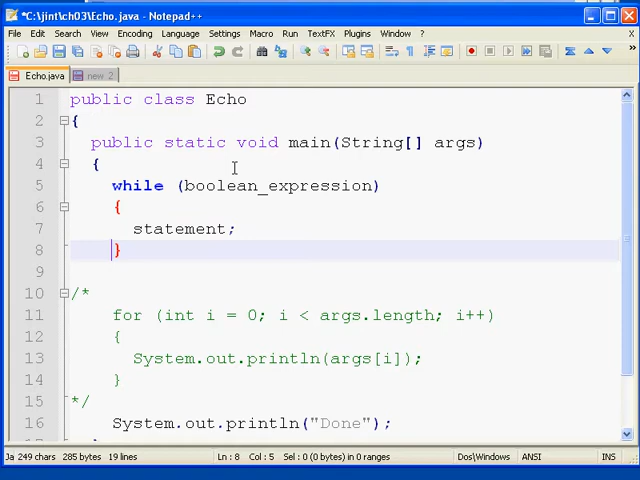 *C:\jint\ch03\Echo.java - Notepad++
File Edit Search View Encoding Language Settings Macro Run TextFX Plugins Window ?
Echo.java new 2
1 public class Echo
2 {
3 public static void main(String[] args)
4 {
5 while (boolean_expression)
6 {
7 statement;
8 }
9
10 /*
11 for (int i = 0; i < args.length; i++)
12 {
13 System.out.println(args[i]);
14 }
15 */
16 System.out.println("Done");
Ja 249 chars 285 bytes 19 lines Ln : 8 Col : 5 Sel : 0 (0 bytes) in 0 ranges Dos\Windows ANSI INS